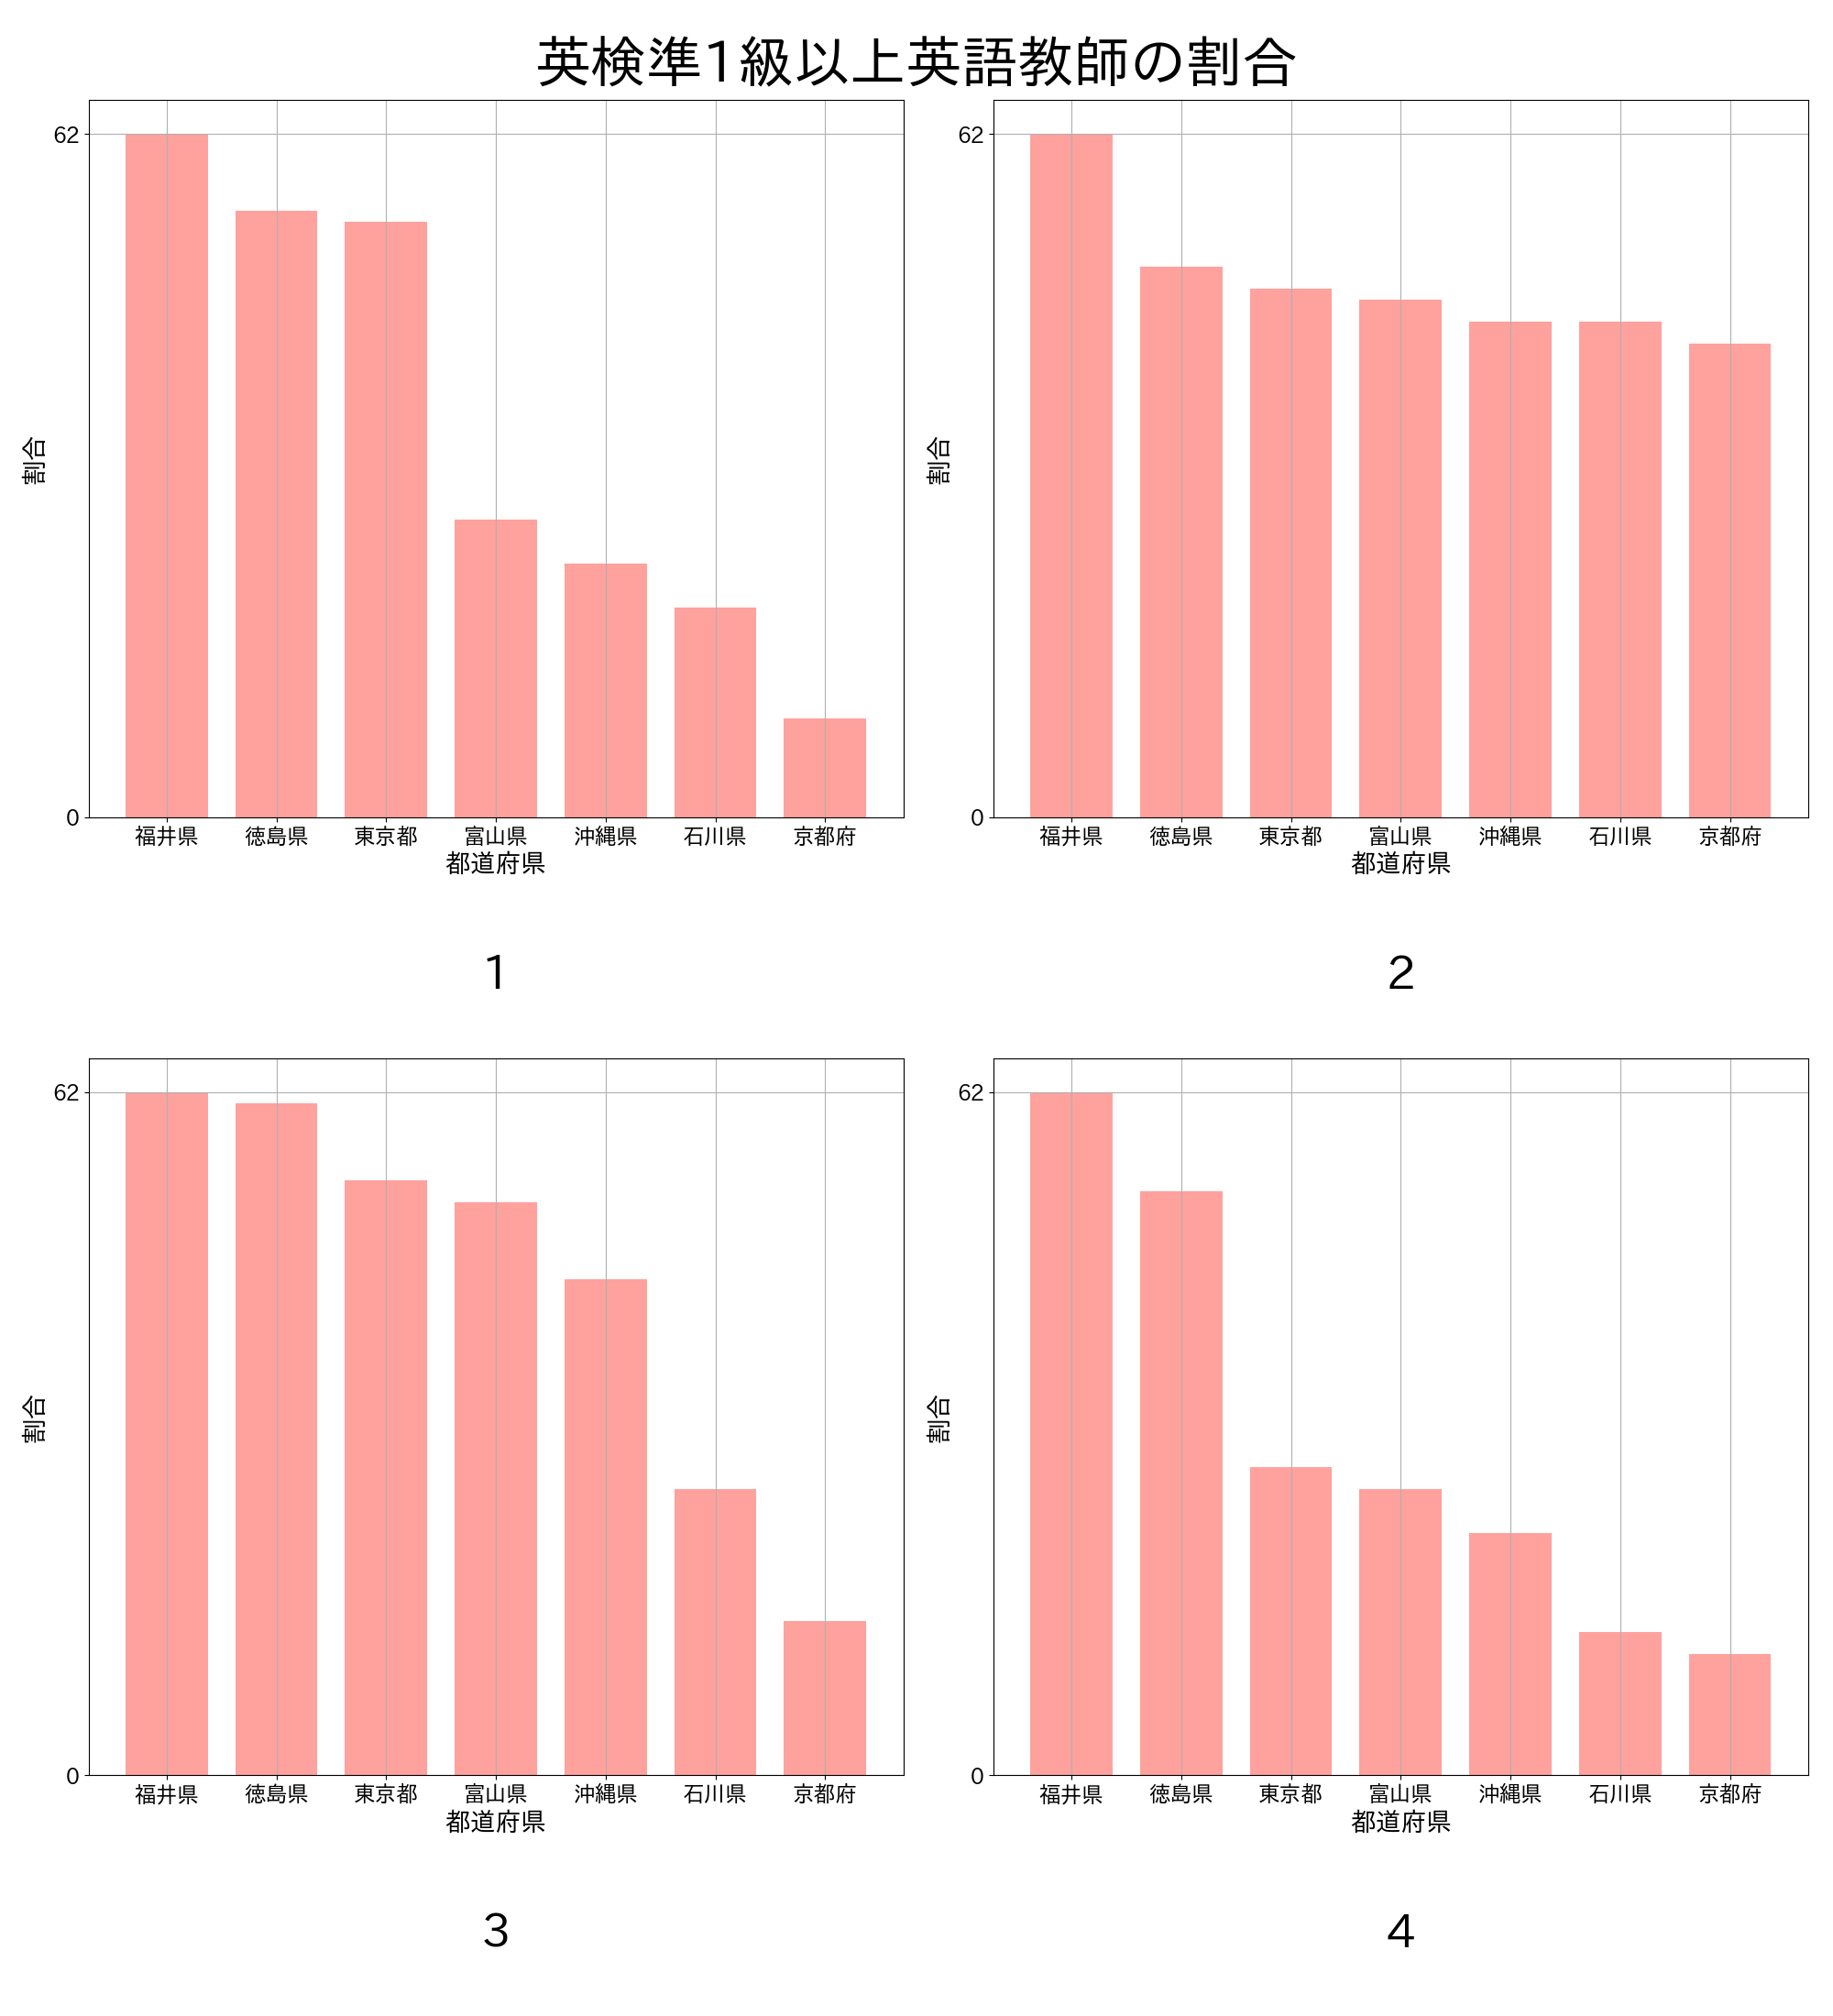 英検準1級以上英語教師の割合
62
0
割合
福井県 徳島県 東京都 富山県 沖縄県 石川県 京都府
都道府県
1
62
0
割合
福井県 徳島県 東京都 富山県 沖縄県 石川県 京都府
都道府県
2
62
0
割合
福井県 徳島県 東京都 富山県 沖縄県 石川県 京都府
都道府県
3
62
0
割合
福井県 徳島県 東京都 富山県 沖縄県 石川県 京都府
都道府県
4